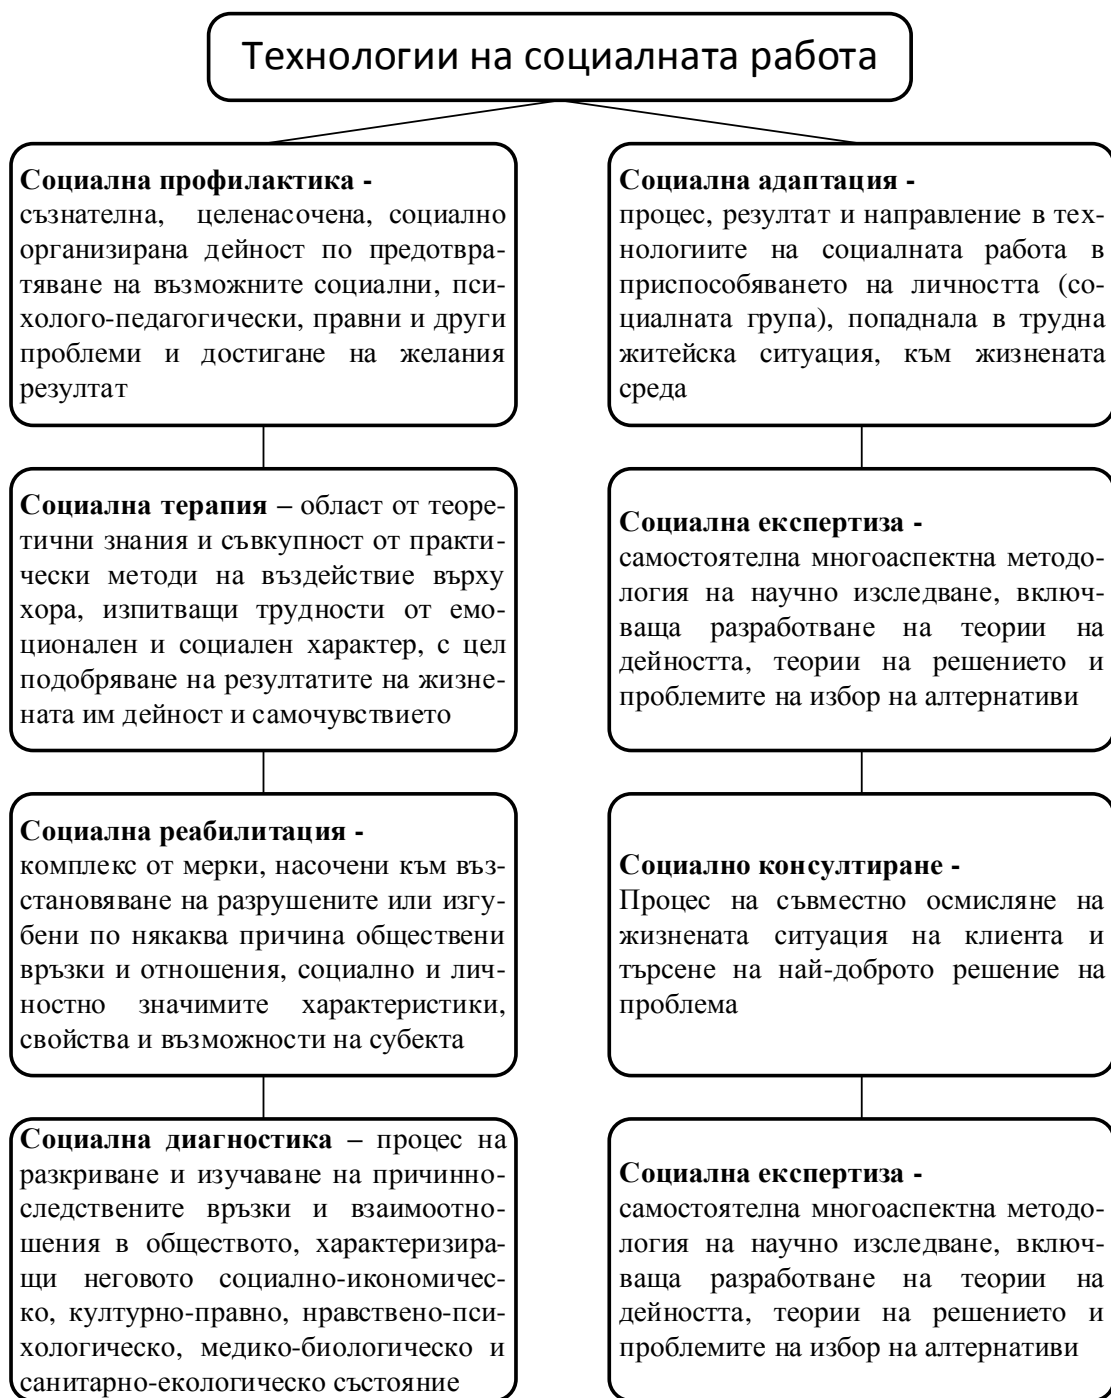 Технологии на социалната работа
Социална профилактика -
съзнателна, целенасочена, социално
организирана дейност по предотвра-
тяване на възможните социални, пси-
холого-педагогически, правни и други
проблеми и достигане на желания
резултат
Социална терапия – област от теоре-
тични знания и съвкупност от практи-
чески методи на въздействие върху
хора, изпитващи трудности от емо-
ционален и социален характер, с цел
подобряване на резултатите на жизне-
ната им дейност и самочувствието
Социална реабилитация -
комплекс от мерки, насочени към въз-
становяване на разрушените или изгу-
бени по някаква причина обществени
връзки и отношения, социално и лич-
ностно значимите характеристики,
свойства и възможности на субекта
Социална диагностика – процес на
разкриване и изучаване на причинно-
следствените връзки и взаимоотно-
шения в обществото, характеризира-
щи неговото социално-икономичес-
ко, културно-правно, нравствено-пси-
хологическо, медико-биологическо и
санитарно-екологическо състояние
Социална адаптация -
процес, резултат и направление в тех-
нологиите на социалната работа в
приспособяването на личността (со-
циалната група), попаднала в трудна
житейска ситуация, към жизнената
среда
Социална експертиза -
самостоятелна многоаспектна методо-
логия на научно изследване, включ-
ваща разработване на теории на
дейността, теории на решението и
проблемите на избор на алтернативи
Социално консултиране -
Процес на съвместно осмисляне на
жизнената ситуация на клиента и
търсене на най-доброто решение на
проблема
Социална експертиза -
самостоятелна многоаспектна методо-
логия на научно изследване, включ-
ваща разработване на теории на
дейността, теории на решението и
проблемите на избор на алтернативи